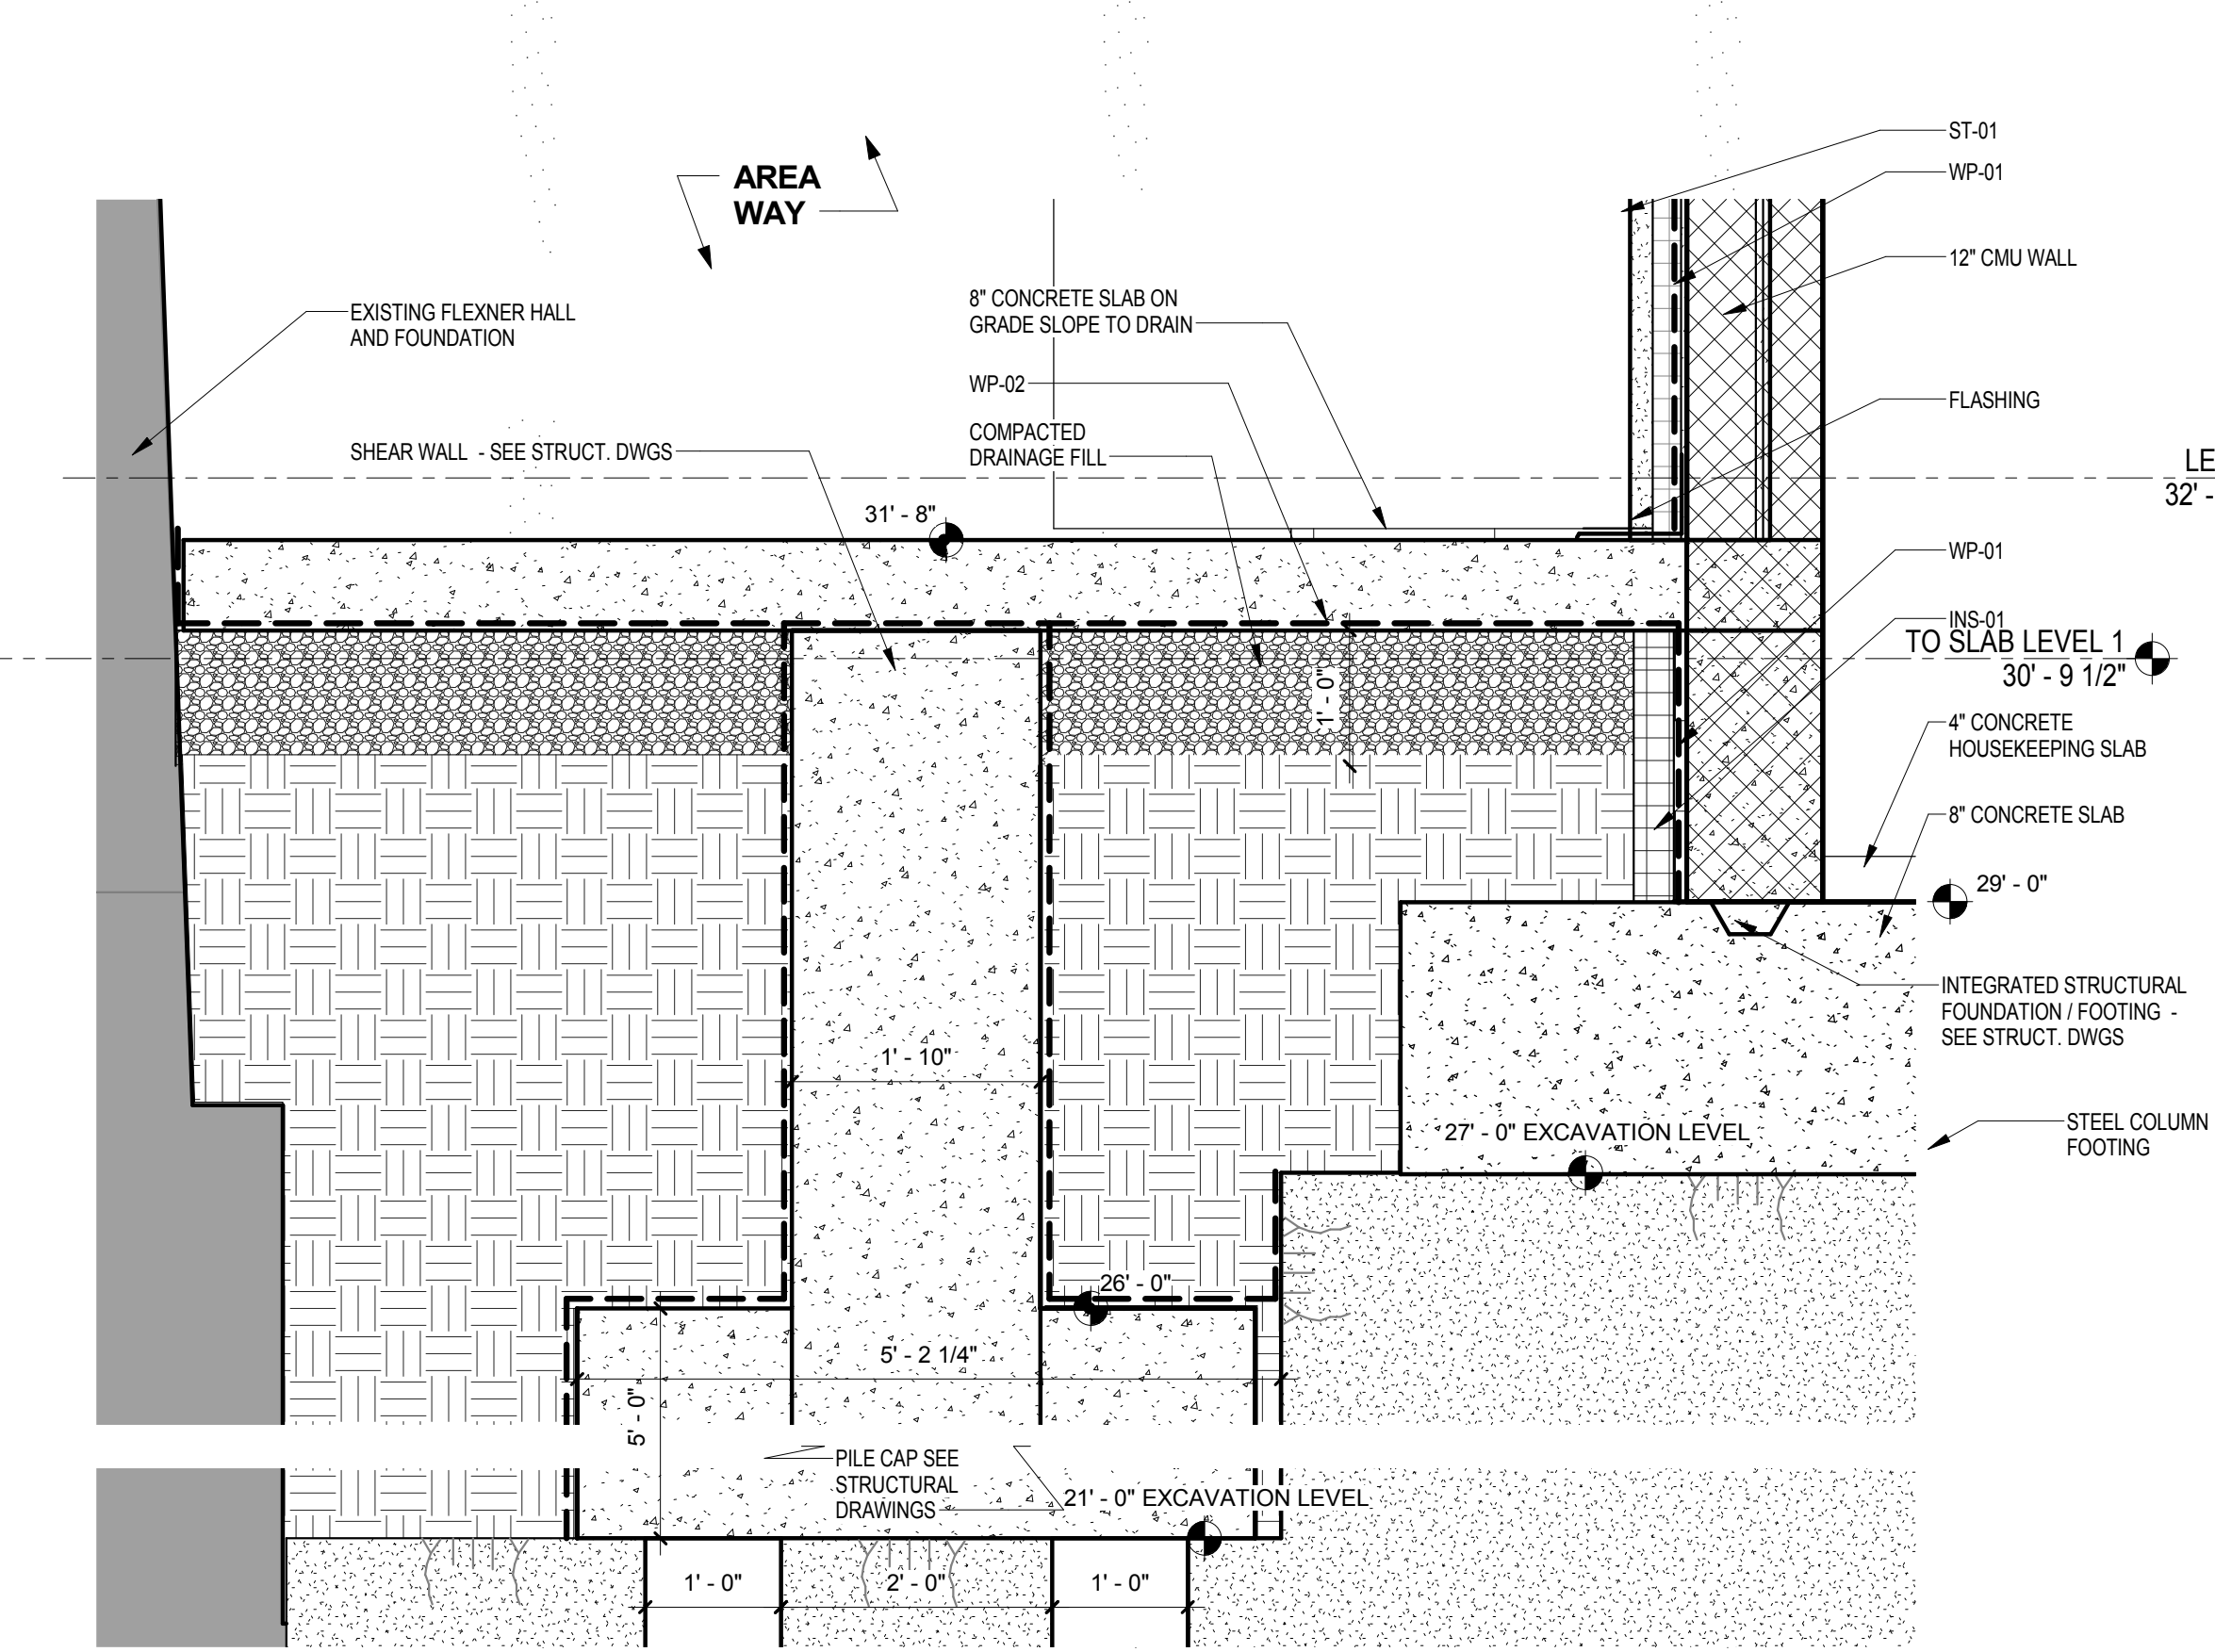 ST-01
AREA
WAY
WP-01
12" CMU WALL
8" CONCRETE SLAB ON
GRADE SLOPE TO DRAIN
EXISTING FLEXNER HALL
AND FOUNDATION
WP-02
FLASHING
COMPACTED
DRAINAGE FILL
SHEAR WALL - SEE STRUCT. DWGS
LE
32' -
31' - 8"
WP-01
INS-01
TO SLAB LEVEL 1
30' - 9 1/2"
1' - 0"
4" CONCRETE
HOUSEKEEPING SLAB
8" CONCRETE SLAB
29' - 0"
INTEGRATED STRUCTURAL
FOUNDATION / FOOTING -
SEE STRUCT. DWGS
1' - 10"
27' - 0" EXCAVATION LEVEL
STEEL COLUMN
FOOTING
26' - 0"
5' - 2 1/4"
5' - 0"
PILE CAP SEE
STRUCTURAL
DRAWINGS
21' - 0" EXCAVATION LEVEL
1' - 0"
2' - 0"
1' - 0"